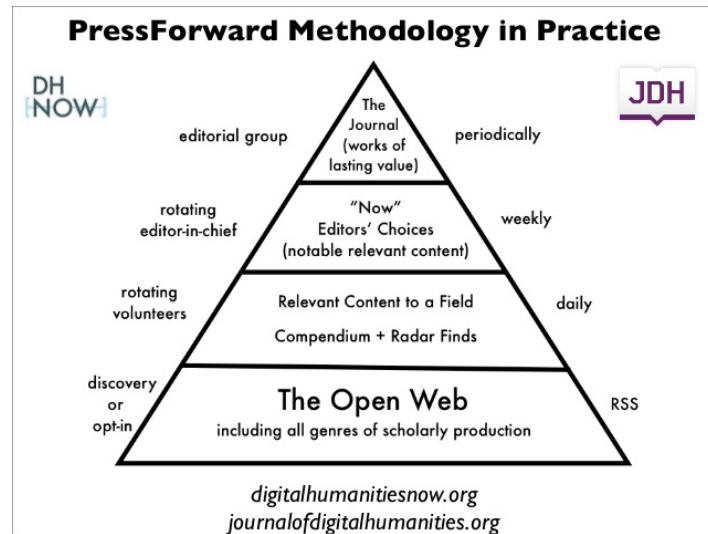 PressForward Methodology in Practice
DH
[NOW]
JDH
The
Journal
(works of
lasting value)
editorial group
periodically
"Now"
Editors' Choices
(notable relevant content)
rotating
editor-in-chief
weekly
Relevant Content to a Field
Compendium + Radar Finds
rotating
volunteers
daily
The Open Web
including all genres of scholarly production
discovery
or
opt-in
RSS
digitalhumanitiesnow.org
journalofdigitalhumanities.org